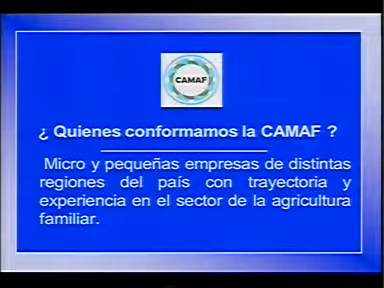 CAMAF
¿ Quienes conformamos la CAMAF ?
Micro y pequeñas empresas de distintas
regiones del país con trayectoria y
experiencia en el sector de la agricultura
familiar.